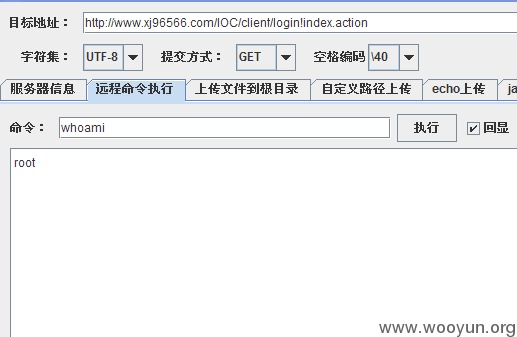 目标地址： http://www.xj96566.com/IOC/client/login!index.action
字符集： UTF-8 提交方式： GET 空格编码 \40
服务器信息 远程命令执行 上传文件到根目录 自定义路径上传 echo上传 ja
命令： whoami 执行 回显
root
www.wooyun.org